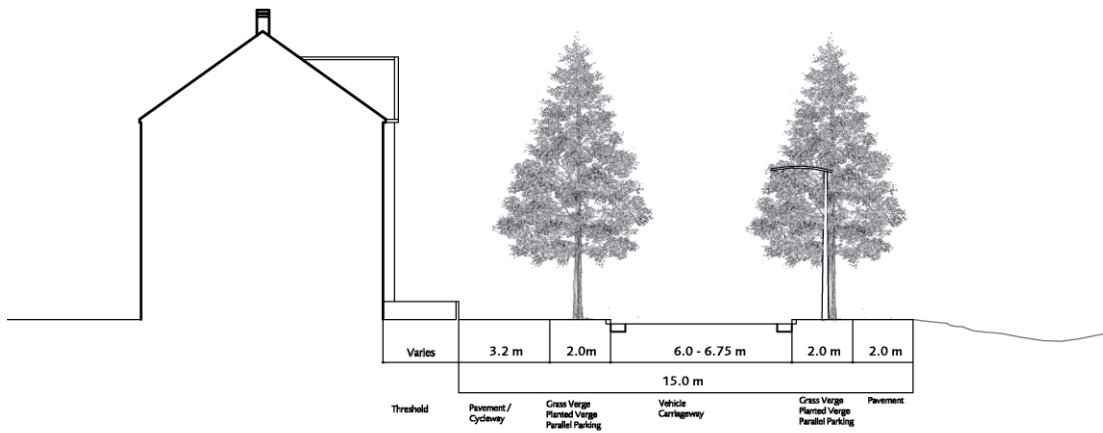 Varies 3.2 m 2.0m 6.0 - 6.75 m 2.0 m 2.0 m
15.0 m
Threshold
Pavement /
Cycleway
Grass Verge
Planted Verge
Parallel Parking
Vehicle
Carriageway
Grass Verge
Planted Verge
Parallel Parking
Pavement